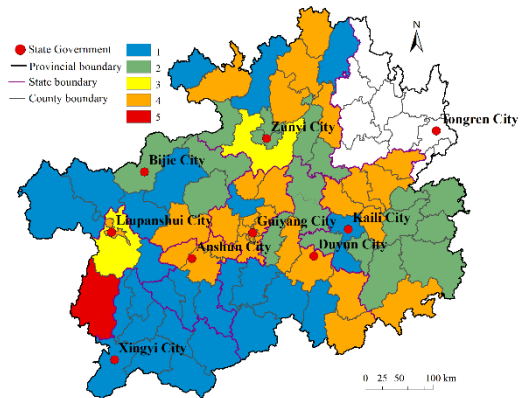 N
State Government
Provincial boundary
State boundary
County boundary
1
2
3
4
5
Zunyi City
Tongren City
Bijie City
Liupanshui City
Guiyang City
Kaili City
Anshun City
Duyun City
Xingyi City
0 25 50 100 km